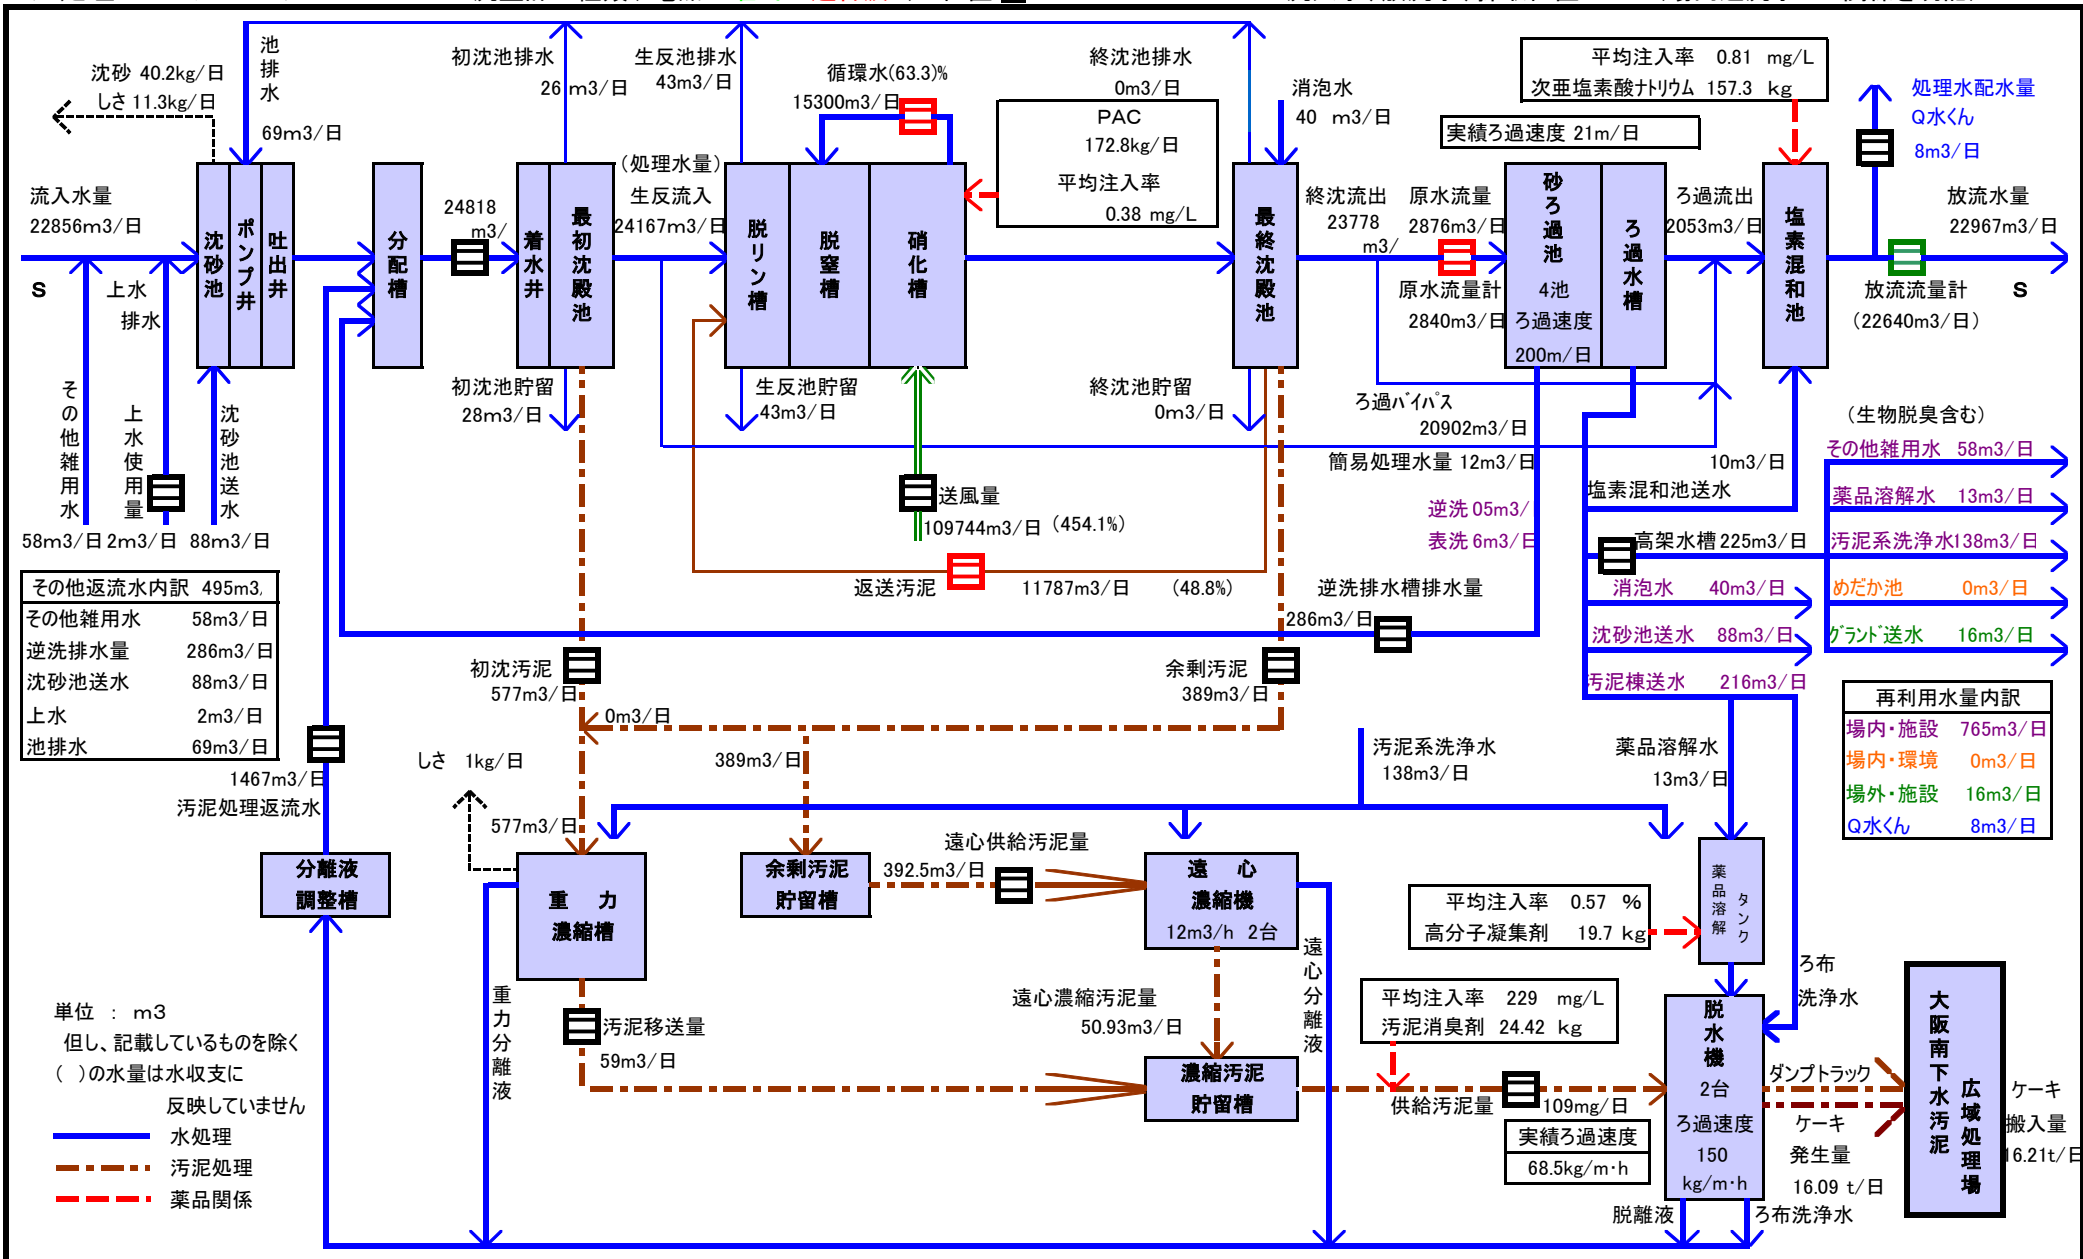 沈砂 40.2kg/日
しさ 11.3kg/日
池排水
69m3/日
初沈池排水
26 m3/日
生反池排水
43m3/日
循環水(63.3)%
15300m3/日
終沈池排水
0m3/日
消泡水
40 m3/日
平均注入率 0.81 mg/L
次亜塩素酸ナトリウム 157.3 kg
処理水配水量
Q水くん
8m3/日
PAC
172.8kg/日
平均注入率
0.38 mg/L
実績ろ過速度 21m/日
流入水量
22856m3/日
S
沈砂池
ポンプ井
吐出井
分配槽
24818
m3/
着水井
最初沈殿池
(処理水量)
生反流入
24167m3/日
脱リン槽
脱窒槽
硝化槽
最終沈殿池
終沈流出
23778
m3/
原水流量
2876m3/日
原水流量計
2840m3/日
砂ろ過池
4池
ろ過速度
200m/日
ろ過水槽
ろ過流出
2053m3/日
塩素混和池
放流水量
22967m3/日
放流流量計
(22640m3/日)
S
上水
排水
その他雑用水
58m3/日
上水使用量
2m3/日
沈砂池送水
88m3/日
初沈池貯留
28m3/日
生反池貯留
43m3/日
終沈池貯留
0m3/日
ろ過バイパス
20902m3/日
簡易処理水量 12m3/日
送風量
109744m3/日 (454.1%)
返送汚泥 11787m3/日 (48.8%)
逆洗 05m3/
表洗 6m3/日
逆洗排水槽排水量
286m3/日
10m3/日
塩素混和池送水
高架水槽 225m3/日
消泡水 40m3/日
沈砂池送水 88m3/日
汚泥棟送水 216m3/日
(生物脱臭含む)
その他雑用水 58m3/日
薬品溶解水 13m3/日
汚泥系洗浄水 138m3/日
めだか池 0m3/日
グランド送水 16m3/日
その他返流水内訳 495m3,
その他雑用水 58m3/日
逆洗排水量 286m3/日
沈砂池送水 88m3/日
上水 2m3/日
池排水 69m3/日
再利用水量内訳
場内・施設 765m3/日
場内・環境 0m3/日
場外・施設 16m3/日
Q水くん 8m3/日
初沈汚泥
577m3/日
余剰汚泥
389m3/日
0m3/日
389m3/日
1467m3/日
汚泥処理返流水
しさ 1kg/日
577m3/日
汚泥系洗浄水
138m3/日
薬品溶解水
13m3/日
分離液
調整槽
重 力
濃縮槽
余剰汚泥
貯留槽
遠心供給汚泥量
392.5m3/日
遠 心
濃縮機
12m3/h 2台
平均注入率 0.57 %
高分子凝集剤 19.7 kg
薬品溶解
タンク
ろ布
洗浄水
重力分離液
汚泥移送量
59m3/日
遠心濃縮汚泥量
50.93m3/日
遠心分離液
平均注入率 229 mg/L
汚泥消臭剤 24.42 kg
濃縮汚泥
貯留槽
供給汚泥量 109mg/日
実績ろ過速度
68.5kg/m・h
脱水機
2台
ろ過速度
150
kg/m・h
ダンプトラック
ケーキ
発生量
16.09 t/日
大阪南下水汚泥
広域処理場
ケーキ
搬入量
16.21t/日
脱離液
ろ布洗浄水
単位 : m3
但し、記載しているものを除く
( )の水量は水収支に
反映していません
水処理
汚泥処理
薬品関係